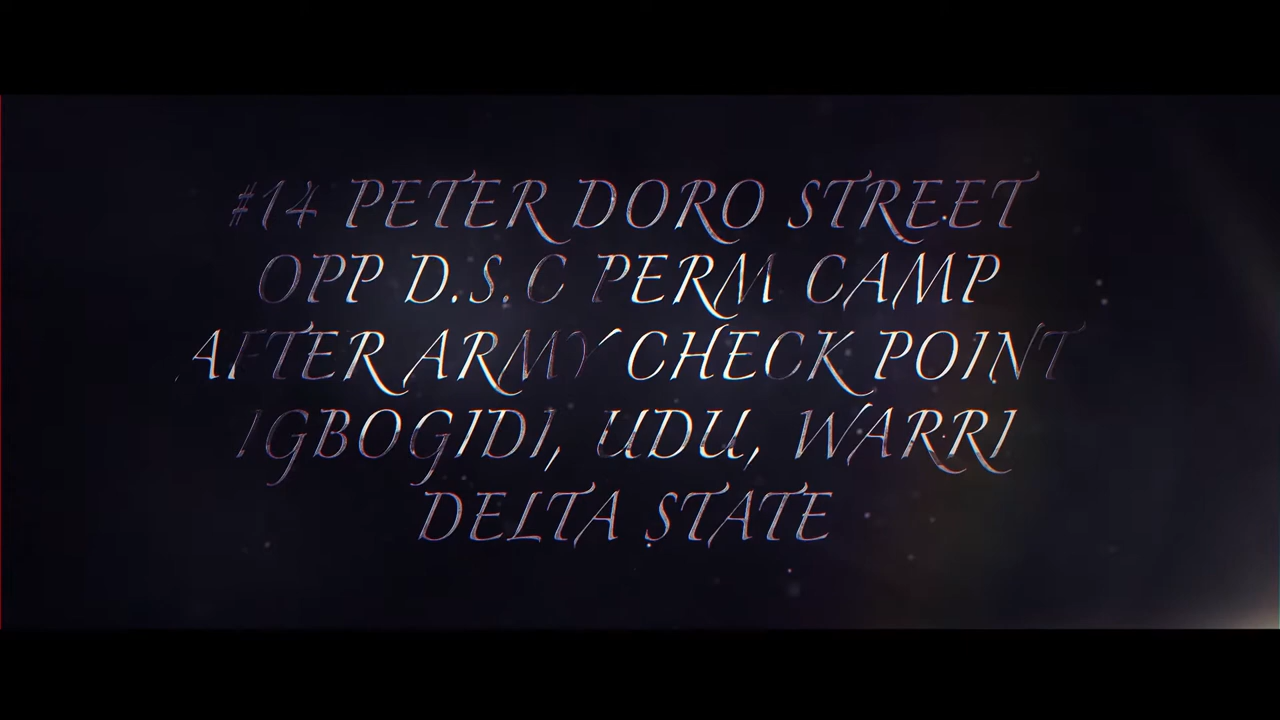 #14 PETER DORO STREET
OPP D.S.C PERM CAMP
AFTER ARMY CHECK POINT
IGBOGIDI, UDU, WARRI
DELTA STATE